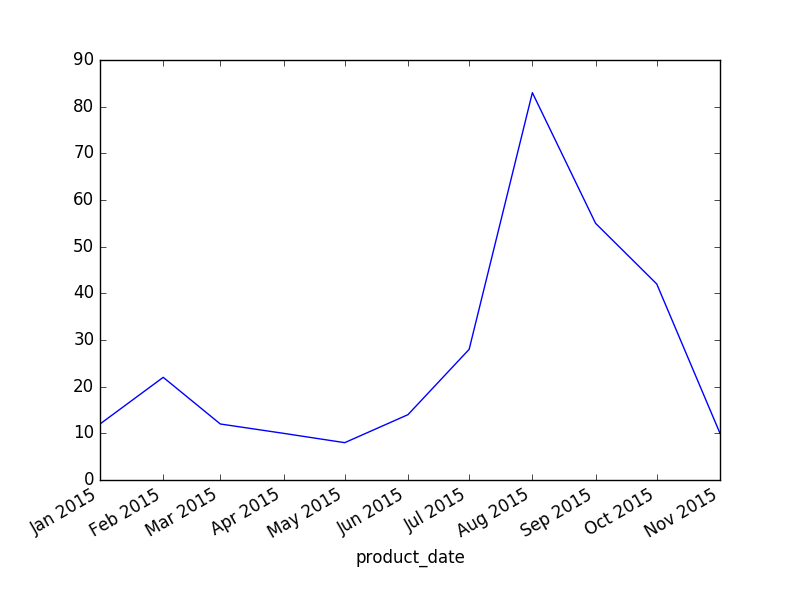 90
80
70
60
50
40
30
20
10
0
Jan 2015
Feb 2015
Mar 2015
Apr 2015
May 2015
Jun 2015
Jul 2015
Aug 2015
Sep 2015
Oct 2015
Nov 2015
product_date